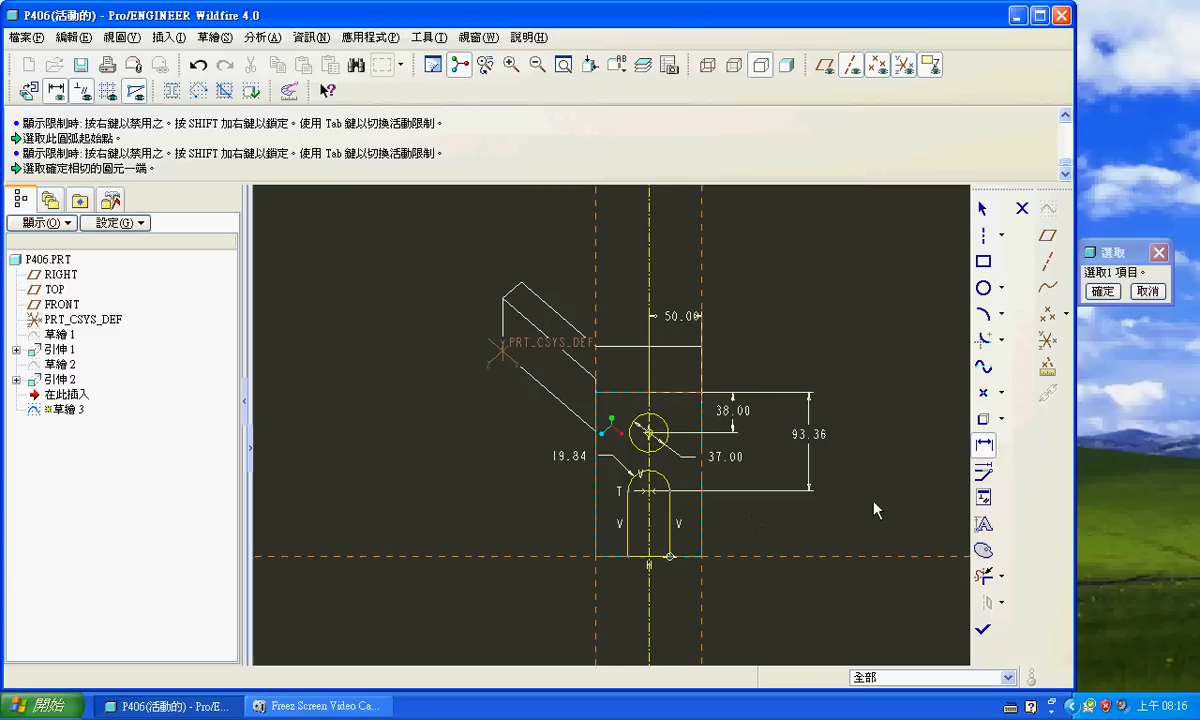 P406(活動的) - Pro/ENGINEER Wildfire 4.0
檔案(F) 編輯(E) 視圖(V) 插入(I) 草繪(S) 分析(A) 資訊(N) 應用程式(P) 工具(T) 視窗(W) 說明(H)
顯示限制時: 按右鍵以禁用之。按 SHIFT 加右鍵以鎖定。使用 Tab 鍵以切換活動限制。
選取此圓弧起始點。
顯示限制時: 按右鍵以禁用之。按 SHIFT 加右鍵以鎖定。使用 Tab 鍵以切換活動限制。
選取確定相切的圖元一端。
顯示(O) 設定(G)
P406.PRT
RIGHT
TOP
FRONT
PRT_CSYS_DEF
草繪 1
引伸 1
草繪 2
引伸 2
在此插入
草繪 3
50.00
PRT_CSYS_DEF
38.00
93.36
19.84
37.00
V
T
V
V
H
選取
選取1 項目。
確定 取消
全部
開始 P406(活動的) - Pro/E... Freez Screen Video Ca... 上午 08:16